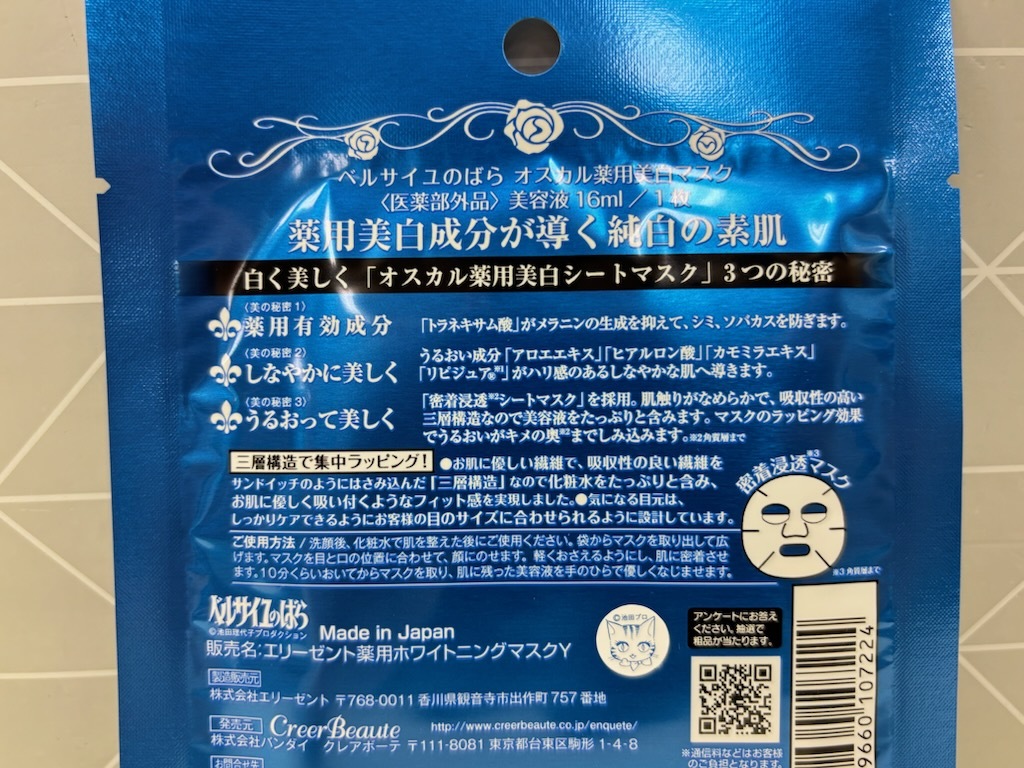 ベルサイユのばら オスカル薬用美白マスク
〈医薬部外品〉美容液 16ml / 1枚
薬用美白成分が導く純白の素肌
白く美しく「オスカル薬用美白シートマスク」3つの秘密
〈美の秘密1〉
薬用有効成分
「トラネキサム酸」がメラニンの生成を抑えて、シミ、ソバカスを防ぎます。
〈美の秘密2〉
しなやかに美しく
うるおい成分「アロエエキス」「ヒアルロン酸」「カモミラエキス」
「リピジュア®※1」がハリ感のあるしなやかな肌へ導きます。
〈美の秘密3〉
うるおって美しく
「密着浸透※2シートマスク」を採用。肌触りがなめらかで、吸収性の高い
三層構造なので美容液をたっぷりと含みます。マスクのラッピング効果
でうるおいがキメの奥※2までしみ込みます。※2角質層まで
三層構造で集中ラッピング! ●お肌に優しい繊維で、吸収性の良い繊維を
サンドイッチのようにはさみ込んだ「三層構造」なので化粧水をたっぷりと含み、
お肌に優しく吸い付くようなフィット感を実現しました。●気になる目元は、
しっかりケアできるようにお客様の目のサイズに合わせられるように設計しています。
密着浸透マスク※3
※3 角質層まで
ご使用方法 / 洗顔後、化粧水で肌を整えた後にご使用ください。袋からマスクを取り出して広
げます。マスクを目と口の位置に合わせて、顔にのせます。軽くおさえるようにし、肌に密着させ
ます。10分くらいおいてからマスクを取り、肌に残った美容液を手のひらで優しくなじませます。
ベルサイユのばら
©池田理代子プロダクション
Made in Japan
販売名:エリーゼント薬用ホワイトニングマスクY
製造販売元
株式会社エリーゼント 〒768-0011 香川県観音寺市出作町757番地
発売元 Creer Beaute http://www.creerbeaute.co.jp/enquete/
株式会社バンダイ クレアボーテ 〒111-8081 東京都台東区駒形 1-4-8
お問合せ先
©池田プロ
アンケートにお答え
ください。抽選で
粗品が当たります。
※通信料などはお客様
のご負担となります。
9660107224